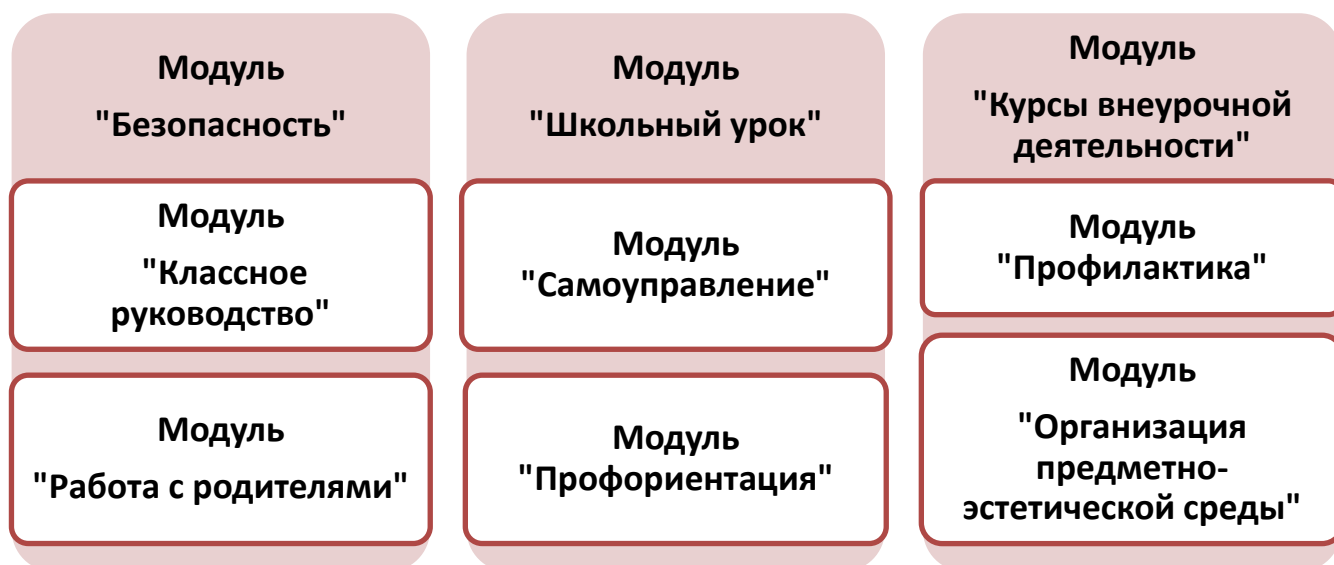 Модуль
"Безопасность"
Модуль
"Классное
руководство"
Модуль
"Работа с родителями"
Модуль
"Школьный урок"
Модуль
"Самоуправление"
Модуль
"Профориентация"
Модуль
"Курсы внеурочной
деятельности"
Модуль
"Профилактика"
Модуль
"Организация
предметно-
эстетической среды"